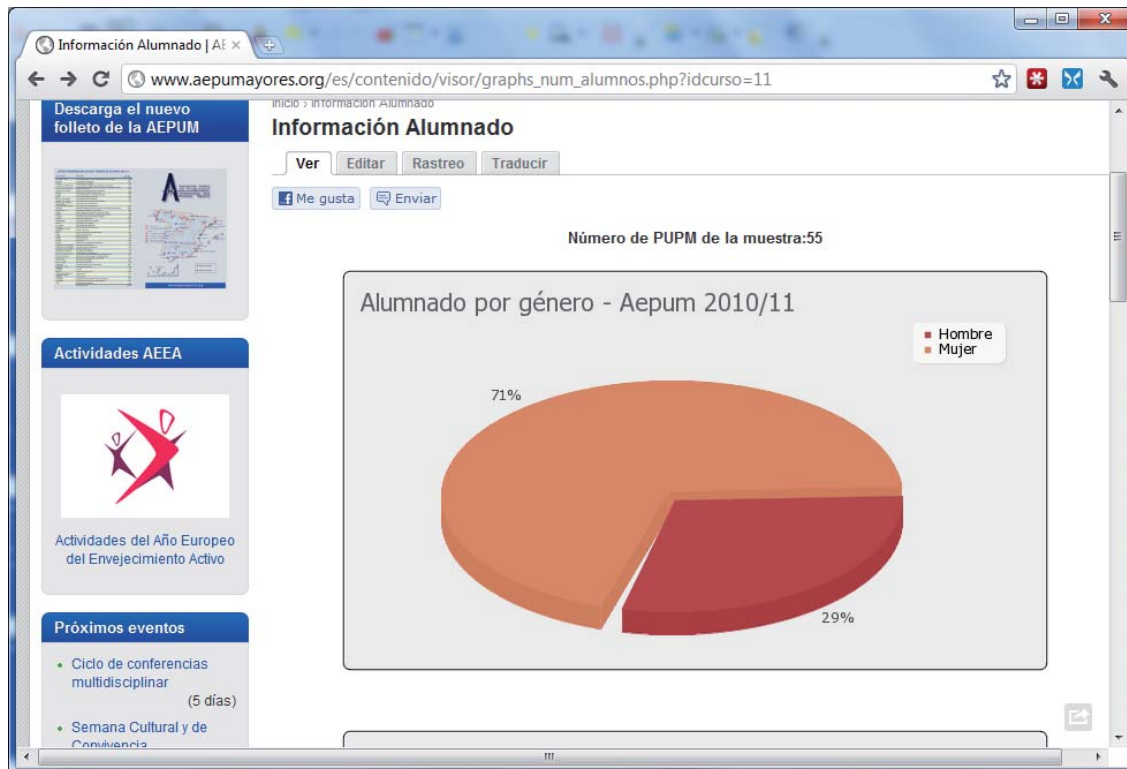 Información Alumnado | AE
www.aepumayores.org/es/contenido/visor/graphs_num_alumnos.php?idcurso=11
Descarga el nuevo
folleto de la AEPUM
Actividades AEEA
Actividades del Año Europeo
del Envejecimiento Activo
Próximos eventos
Ciclo de conferencias
multidisciplinar
(5 días)
Semana Cultural y de
Convivencia
Inicio › Información Alumnado
Información Alumnado
Ver Editar Rastreo Traducir
Me gusta Enviar
Número de PUPM de la muestra:55
Alumnado por género - Aepum 2010/11
Hombre
Mujer
71%
29%